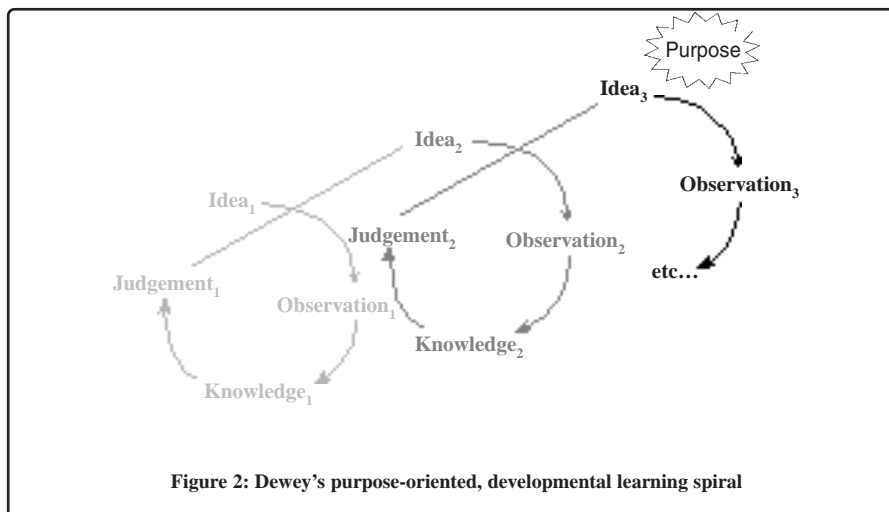 Purpose
Idea₃
Idea₂
Observation₃
Idea₁
Judgement₂
Observation₂
etc…
Judgement₁
Observation₁
Knowledge₂
Knowledge₁
Figure 2: Dewey's purpose-oriented, developmental learning spiral